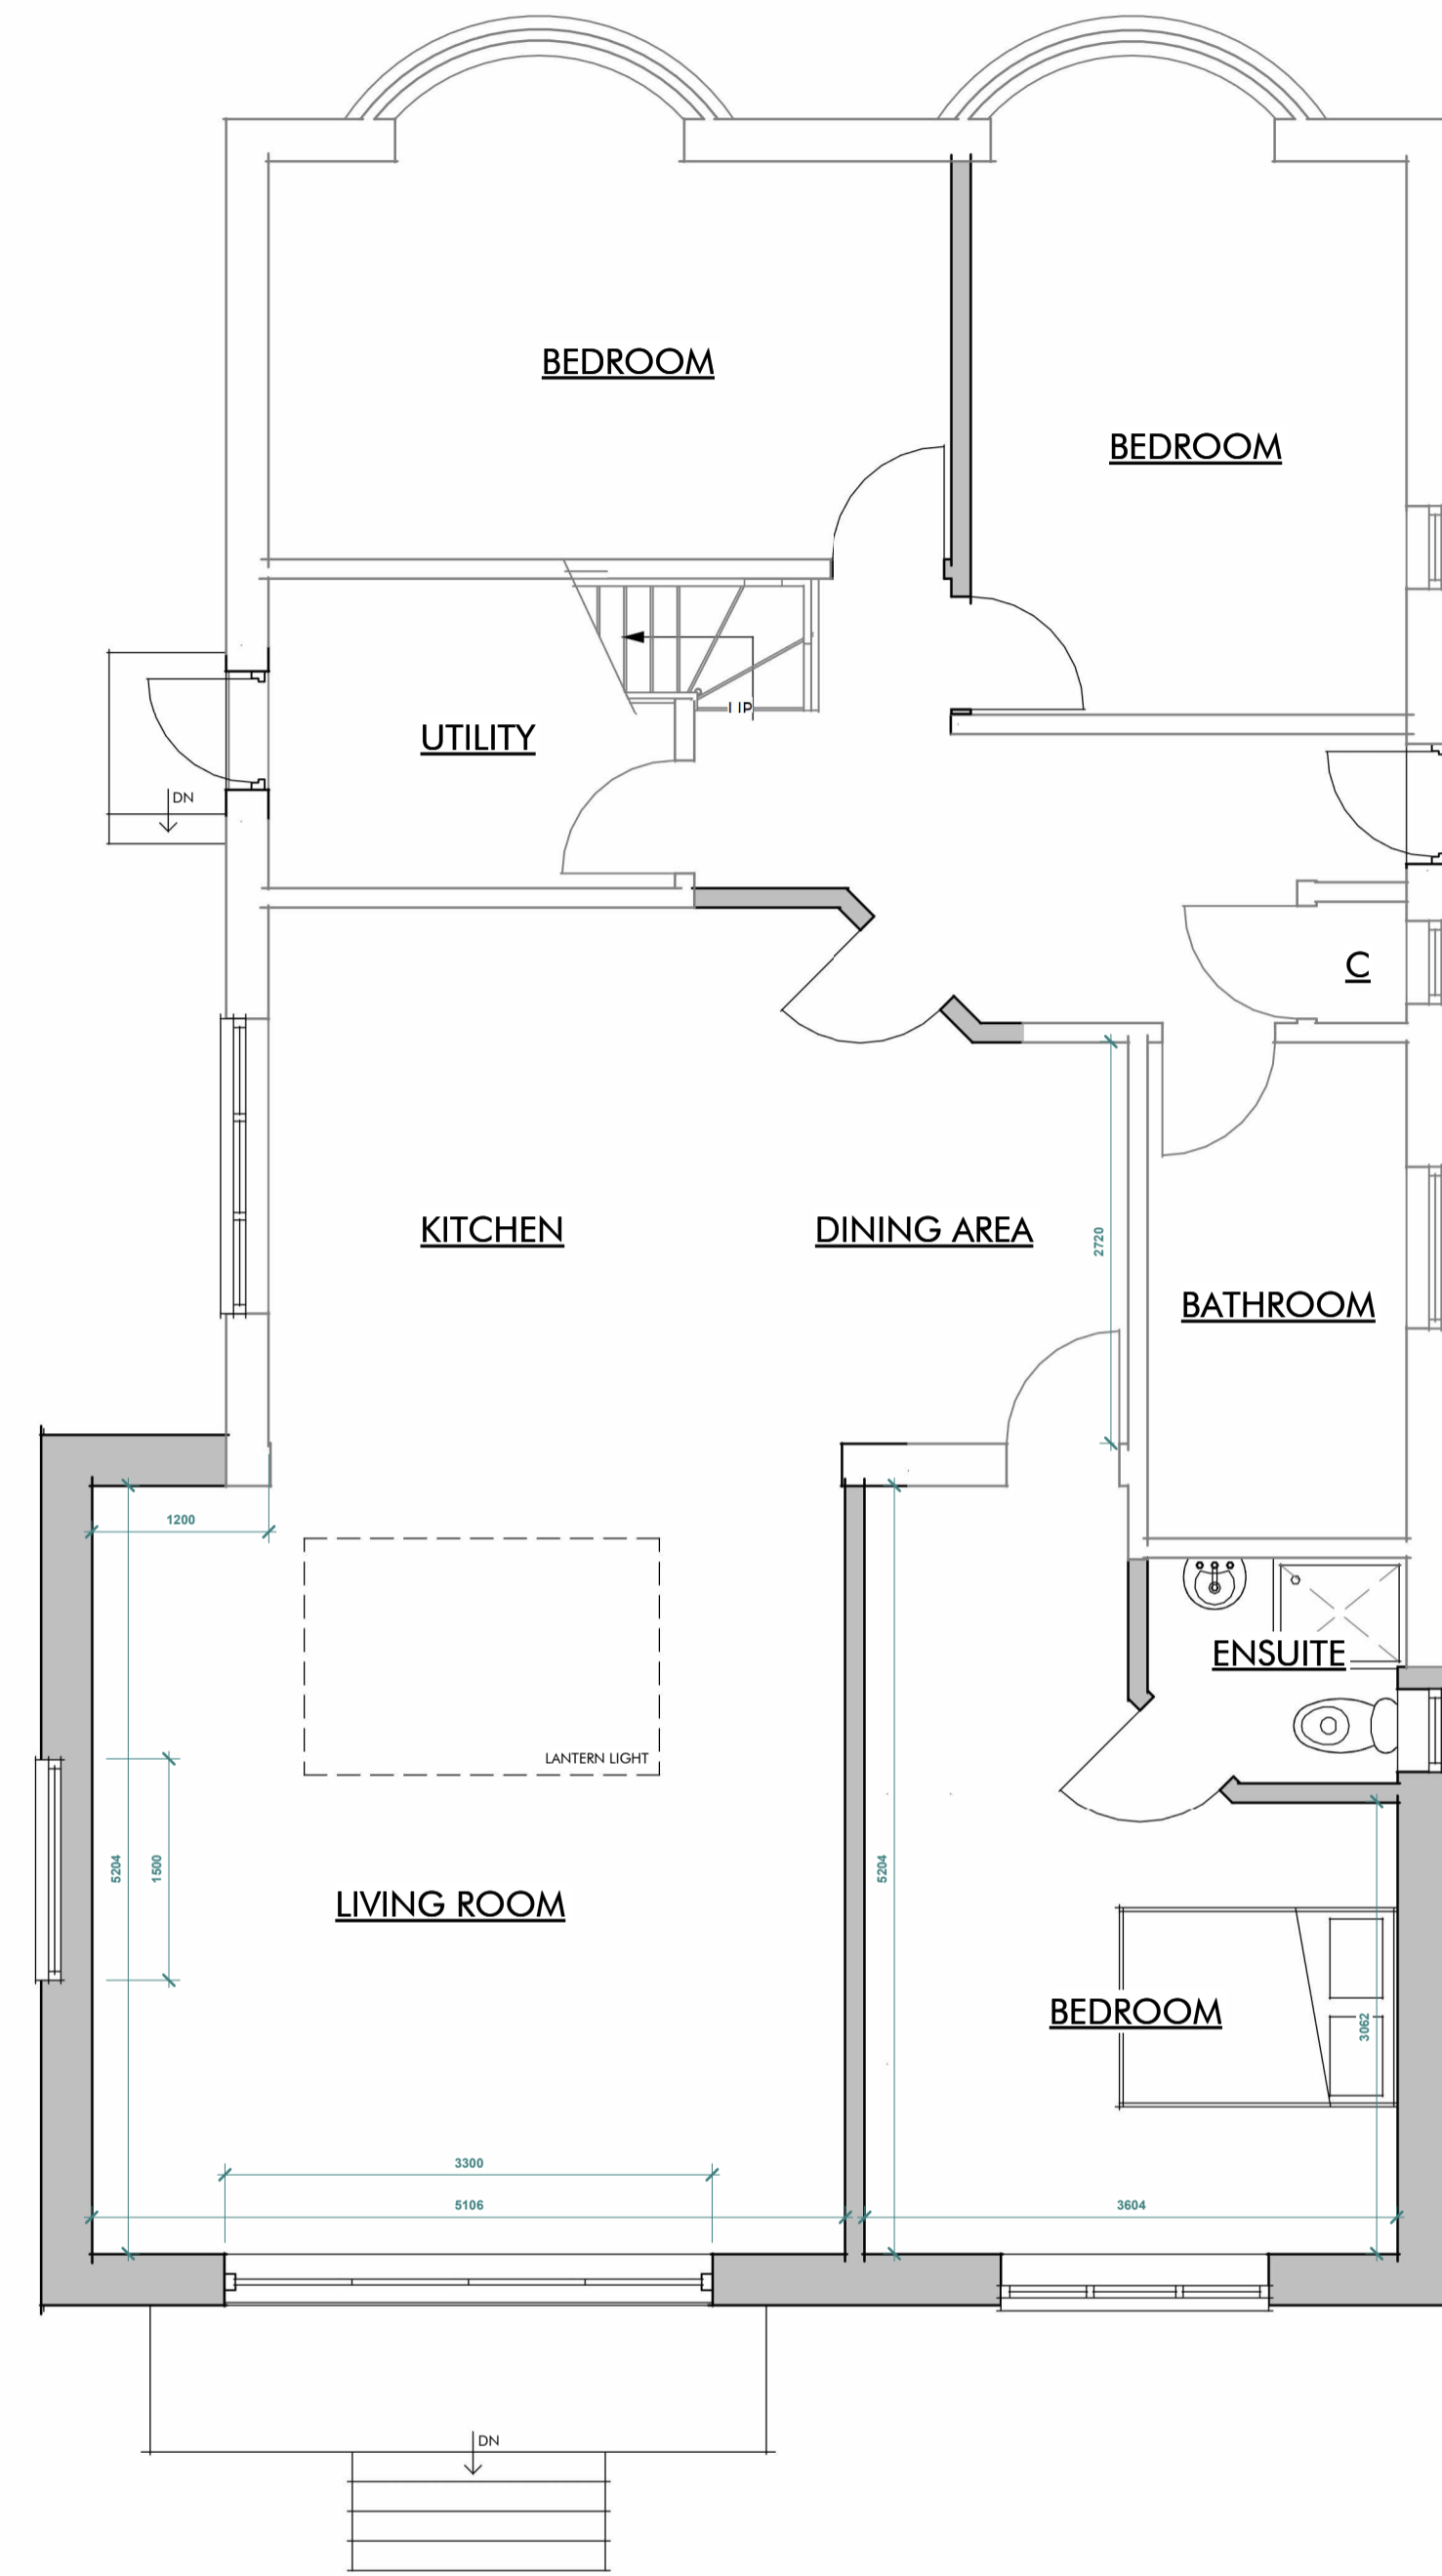 BEDROOM
BEDROOM
UP
UTILITY
DN
C
KITCHEN
DINING AREA
2720
BATHROOM
1200
ENSUITE
LANTERN LIGHT
5204
1500
5204
LIVING ROOM
BEDROOM
3062
3300
5106
3604
DN